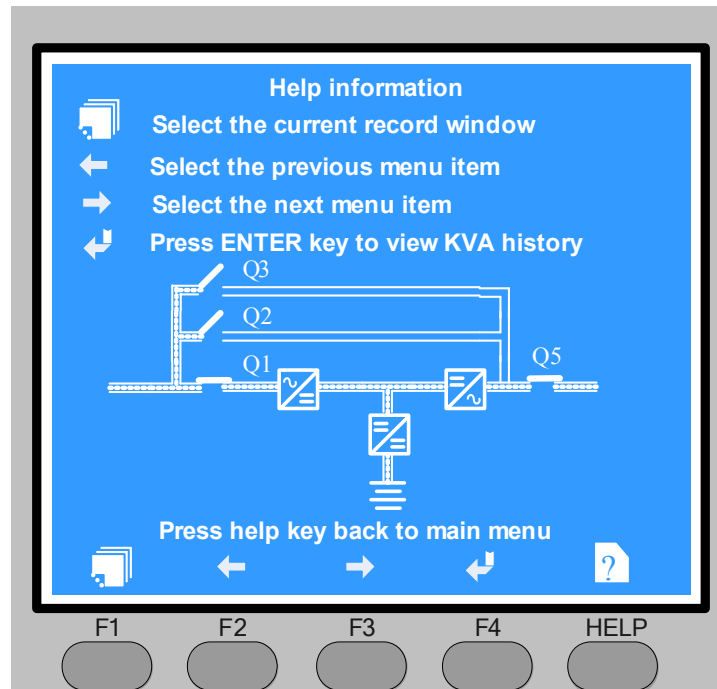 Help information
Select the current record window
Select the previous menu item
Select the next menu item
Press ENTER key to view KVA history
Q3
Q2
Q1
Q5
Press help key back to main menu
?
F1 F2 F3 F4 HELP